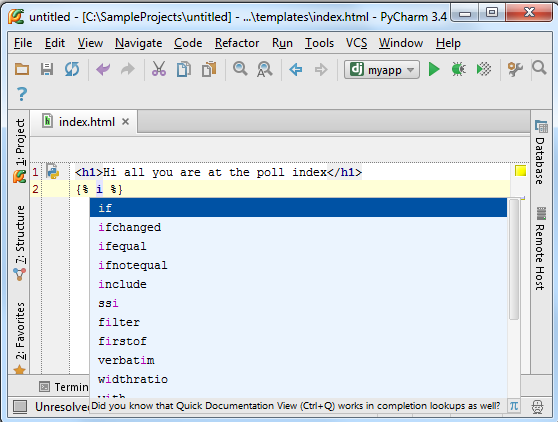 untitled - [C:\SampleProjects\untitled] - ...\templates\index.html - PyCharm 3.4
File Edit View Navigate Code Refactor Run Tools VCS Window Help
dj myapp
?
index.html
1 <h1>Hi all you are at the poll index</h1>
2 {% i %}
if
ifchanged
ifequal
ifnotequal
include
ssi
filter
firstof
verbatim
widthratio
with
Did you know that Quick Documentation View (Ctrl+Q) works in completion lookups as well? π
1: Project
7: Structure
2: Favorites
Database
Remote Host
Termin
Unresolve